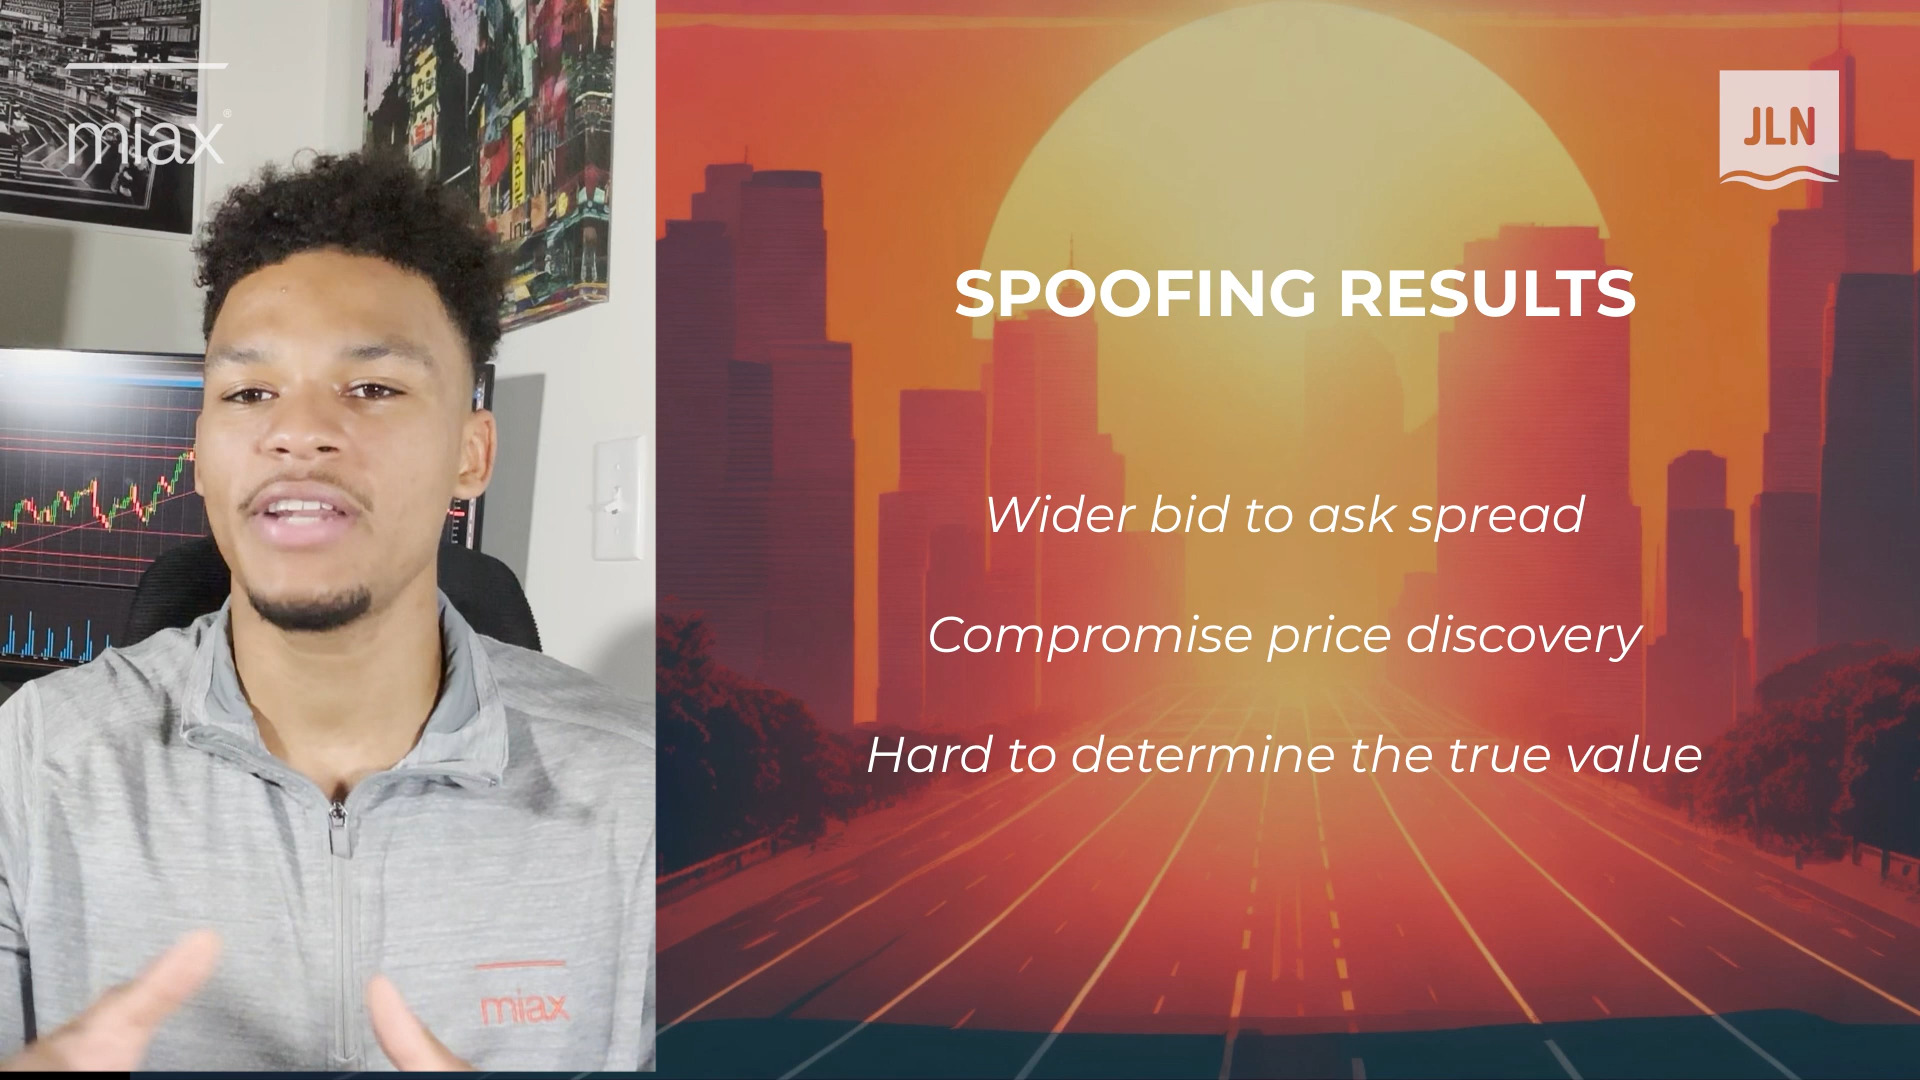 miax®
Kodak
JLN
SPOOFING RESULTS
Wider bid to ask spread
Compromise price discovery
Hard to determine the true value
miax